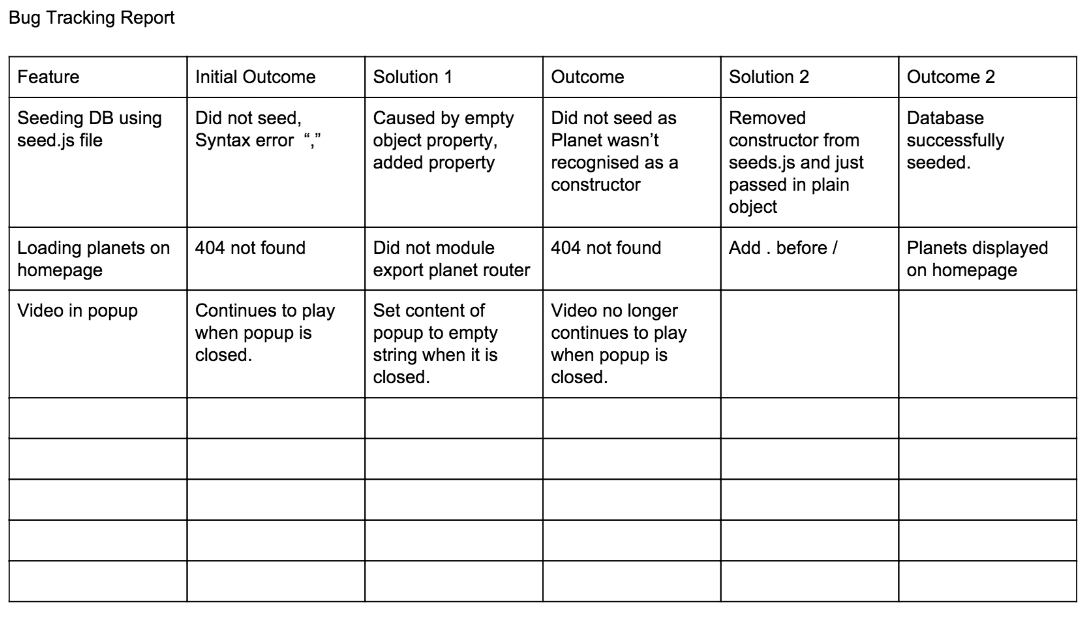 Bug Tracking Report
Feature
Initial Outcome
Solution 1
Outcome
Solution 2
Outcome 2
Seeding DB using
seed.js file
Did not seed,
Syntax error  “,”
Caused by empty
object property,
added property
Did not seed as
Planet wasn’t
recognised as a
constructor
Removed
constructor from
seeds.js and just
passed in plain
object
Database
successfully
seeded.
Loading planets on
homepage
404 not found
Did not module
export planet router
404 not found
Add . before /
Planets displayed
on homepage
Video in popup
Continues to play
when popup is
closed.
Set content of
popup to empty
string when it is
closed.
Video no longer
continues to play
when popup is
closed.